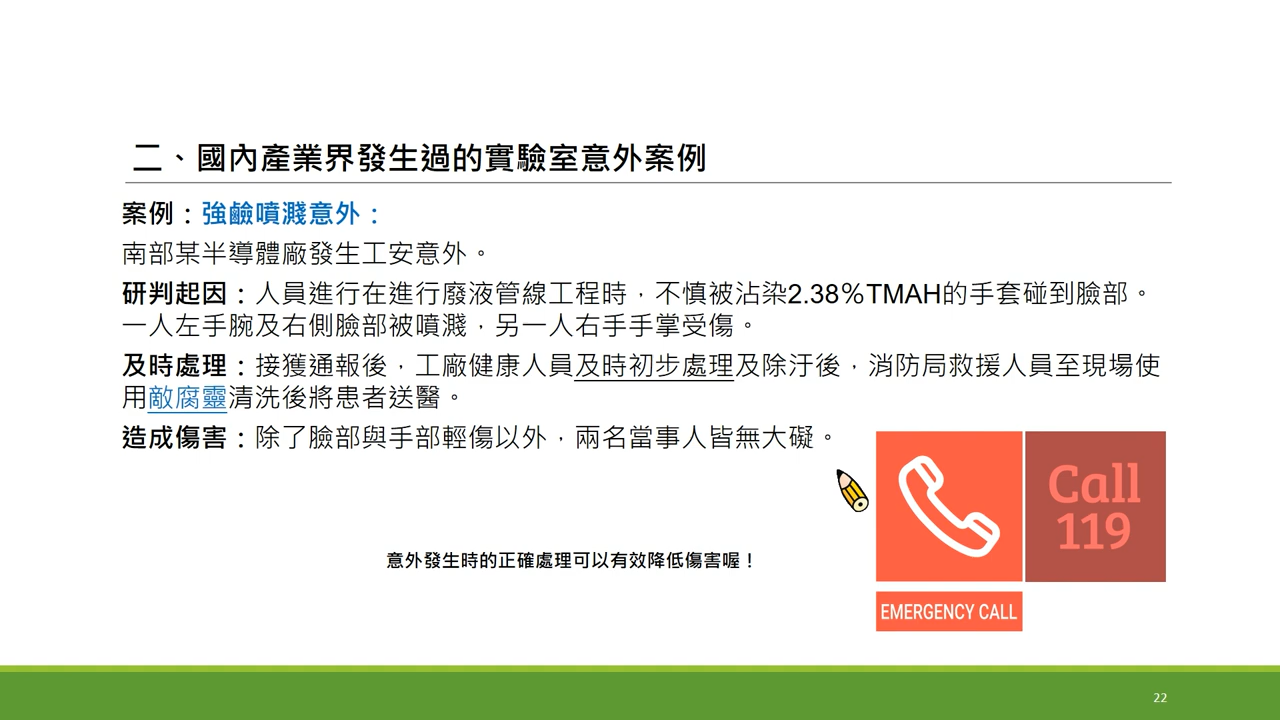 二、國內產業界發生過的實驗室意外案例
案例：強鹼噴濺意外：
南部某半導體廠發生工安意外。
研判起因：人員進行在進行廢液管線工程時，不慎被沾染2.38%TMAH的手套碰到臉部。
一人左手腕及右側臉部被噴濺，另一人右手手掌受傷。
及時處理：接獲通報後，工廠健康人員及時初步處理及除汙後，消防局救援人員至現場使
用敵腐靈清洗後將患者送醫。
造成傷害：除了臉部與手部輕傷以外，兩名當事人皆無大礙。
Call
119
意外發生時的正確處理可以有效降低傷害喔！
EMERGENCY CALL
22